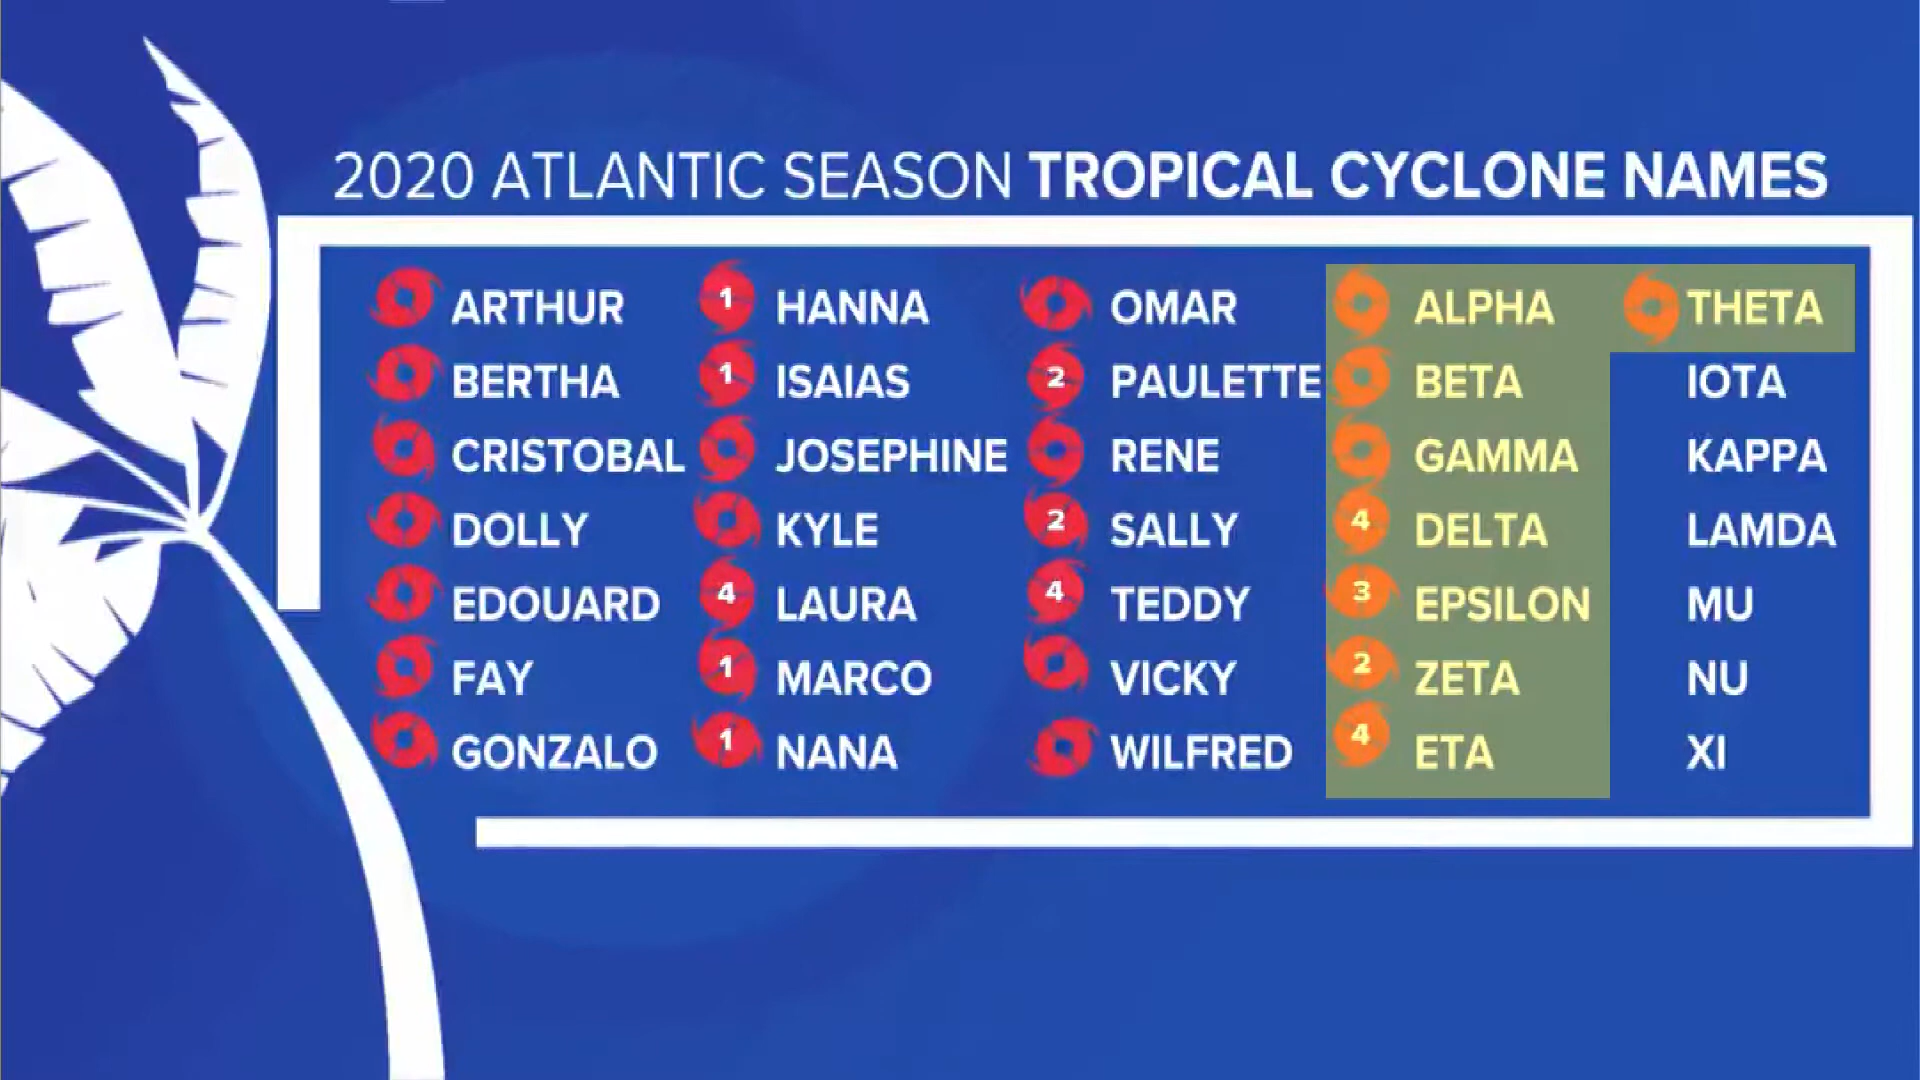 2020 ATLANTIC SEASON TROPICAL CYCLONE NAMES
ARTHUR
BERTHA
CRISTOBAL
DOLLY
EDOUARD
FAY
GONZALO
1 HANNA
1 ISAIAS
JOSEPHINE
KYLE
4 LAURA
1 MARCO
1 NANA
OMAR
2 PAULETTE
RENE
2 SALLY
4 TEDDY
VICKY
WILFRED
ALPHA
BETA
GAMMA
4 DELTA
3 EPSILON
2 ZETA
4 ETA
THETA
IOTA
KAPPA
LAMDA
MU
NU
XI